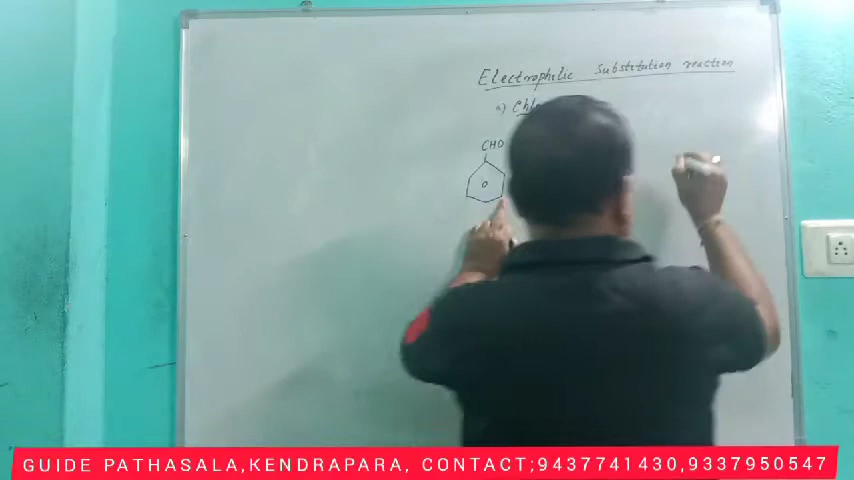 Electrophilic Substitution reaction
a)
CHO
GUIDE PATHASALA,KENDRAPARA, CONTACT;9437741430,9337950547